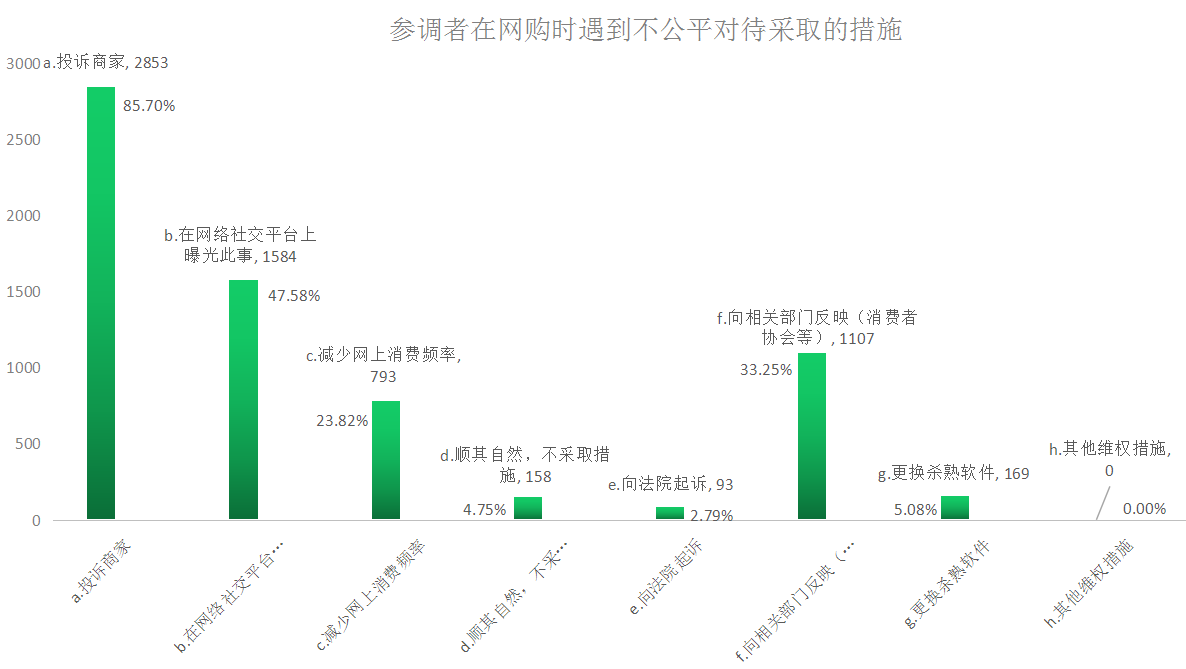 参调者在网购时遇到不公平对待采取的措施
3000
2500
2000
1500
1000
500
0
a.投诉商家, 2853
85.70%
b.在网络社交平台上
曝光此事, 1584
47.58%
c.减少网上消费频率,
793
23.82%
d.顺其自然，不采取措
施, 158
4.75%
e.向法院起诉, 93
2.79%
f.向相关部门反映（消费者
协会等）, 1107
33.25%
g.更换杀熟软件, 169
5.08%
h.其他维权措施,
0
0.00%
a.投诉商家
b.在网络社交平台…
c.减少网上消费频率
d.顺其自然，不采…
e.向法院起诉
f.向相关部门反映（…
g.更换杀熟软件
h.其他维权措施